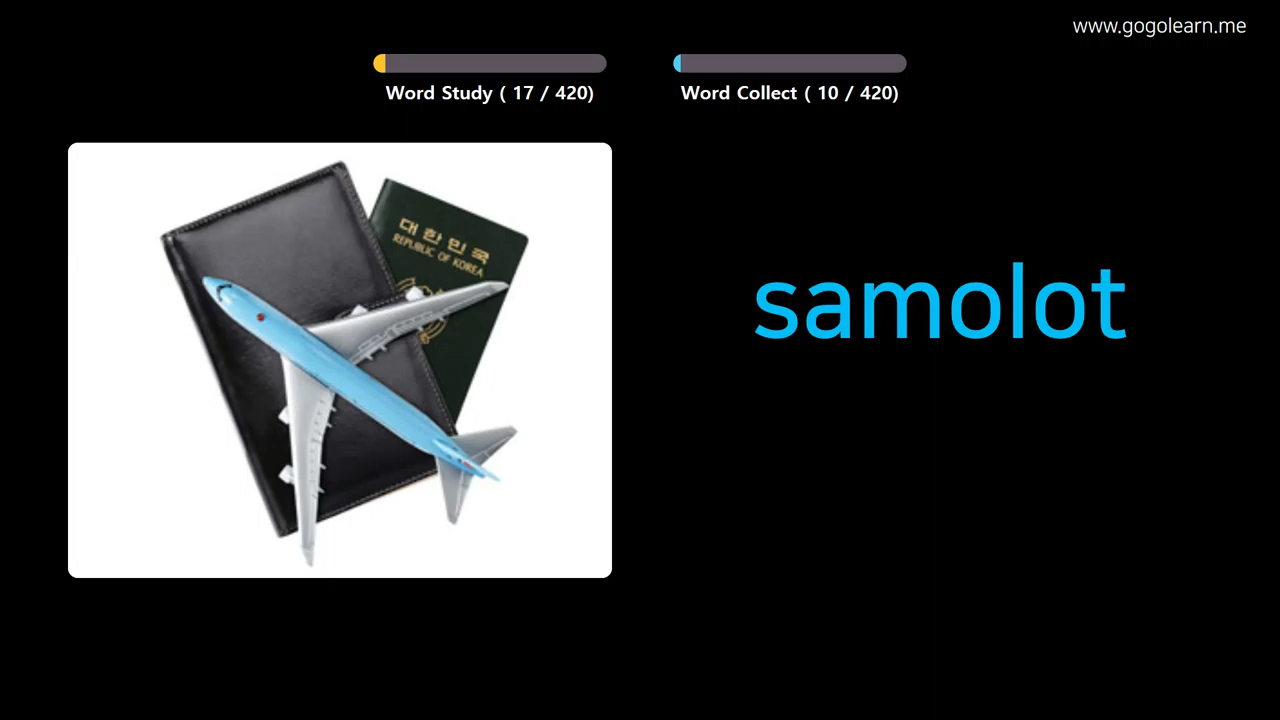 www.gogolearn.me
Word Study ( 17 / 420)
Word Collect ( 10 / 420)
대한민국
REPUBLIC OF KOREA
samolot